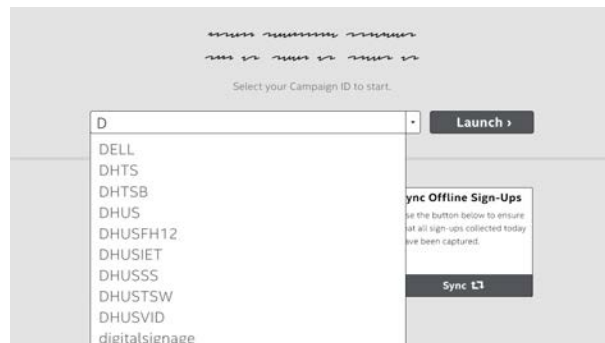 Select your Campaign ID to start.
D
Launch ›
DELL
DHTS
DHTSB
DHUS
DHUSFH12
DHUSIET
DHUSSS
DHUSTSW
DHUSVID
digitalsignage
ync Offline Sign-Ups
se the button below to ensure
at all sign-ups collected today
ave been captured.
Sync